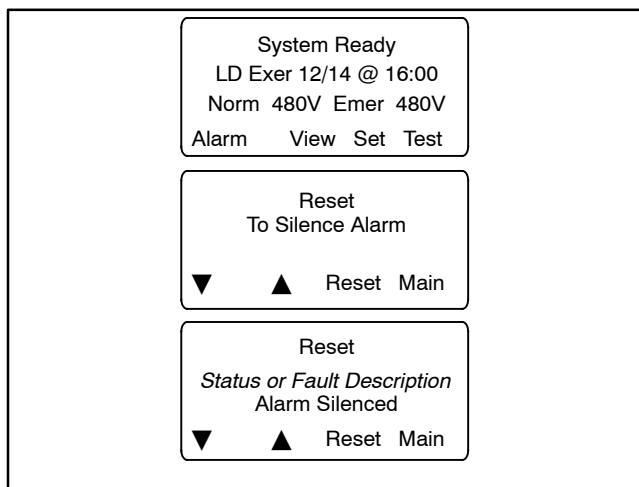 System Ready
LD Exer 12/14 @ 16:00
Norm 480V Emer 480V
Alarm View Set Test
Reset
To Silence Alarm
▼ ▲ Reset Main
Reset
Status or Fault Description
Alarm Silenced
▼ ▲ Reset Main